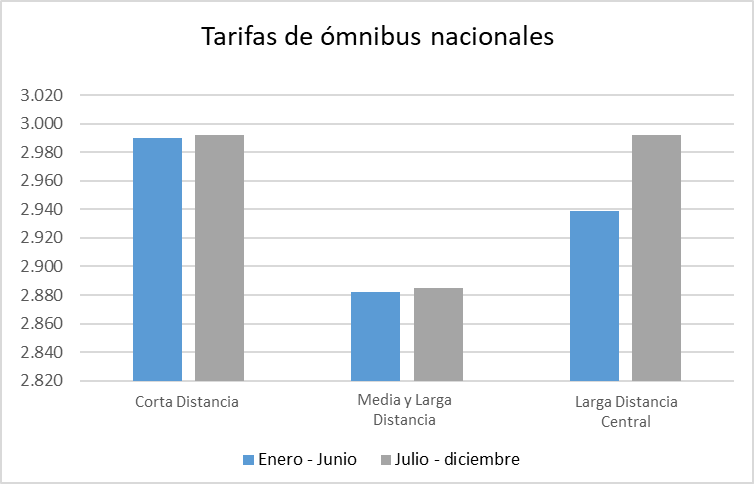 Tarifas de ómnibus nacionales
3.020
3.000
2.980
2.960
2.940
2.920
2.900
2.880
2.860
2.840
2.820
Corta Distancia
Media y Larga
Distancia
Larga Distancia
Central
Enero - Junio
Julio - diciembre